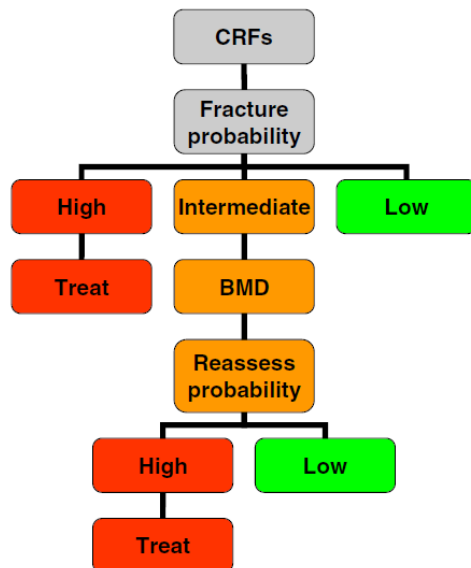 CRFs
Fracture
probability
High
Intermediate
Low
Treat
BMD
Reassess
probability
High
Low
Treat